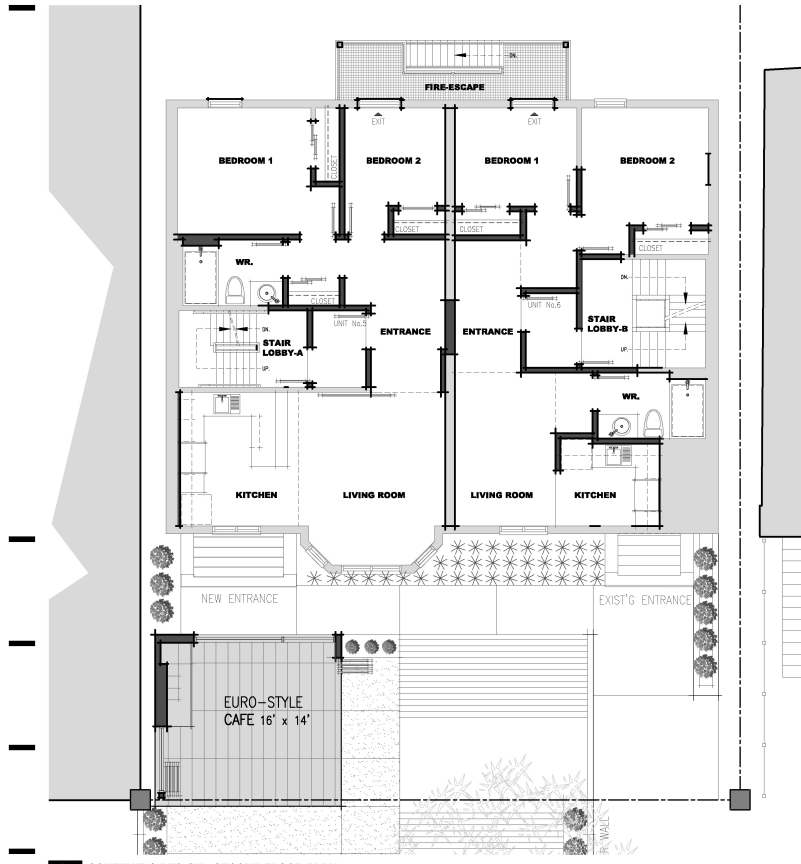 DN.
FIRE-ESCAPE
EXIT
EXIT
BEDROOM 1
CLOSET
BEDROOM 2
BEDROOM 1
BEDROOM 2
CLOSET
CLOSET
CLOSET
WR.
CLOSET
DN.
UNIT No.5
UNIT No.6
ENTRANCE
ENTRANCE
STAIR
LOBBY-A
DN.
UP.
STAIR
LOBBY-B
UP.
WR.
KITCHEN
LIVING ROOM
LIVING ROOM
KITCHEN
NEW ENTRANCE
EXIST'G ENTRANCE
EURO-STYLE
CAFE 16' x 14'
WALL